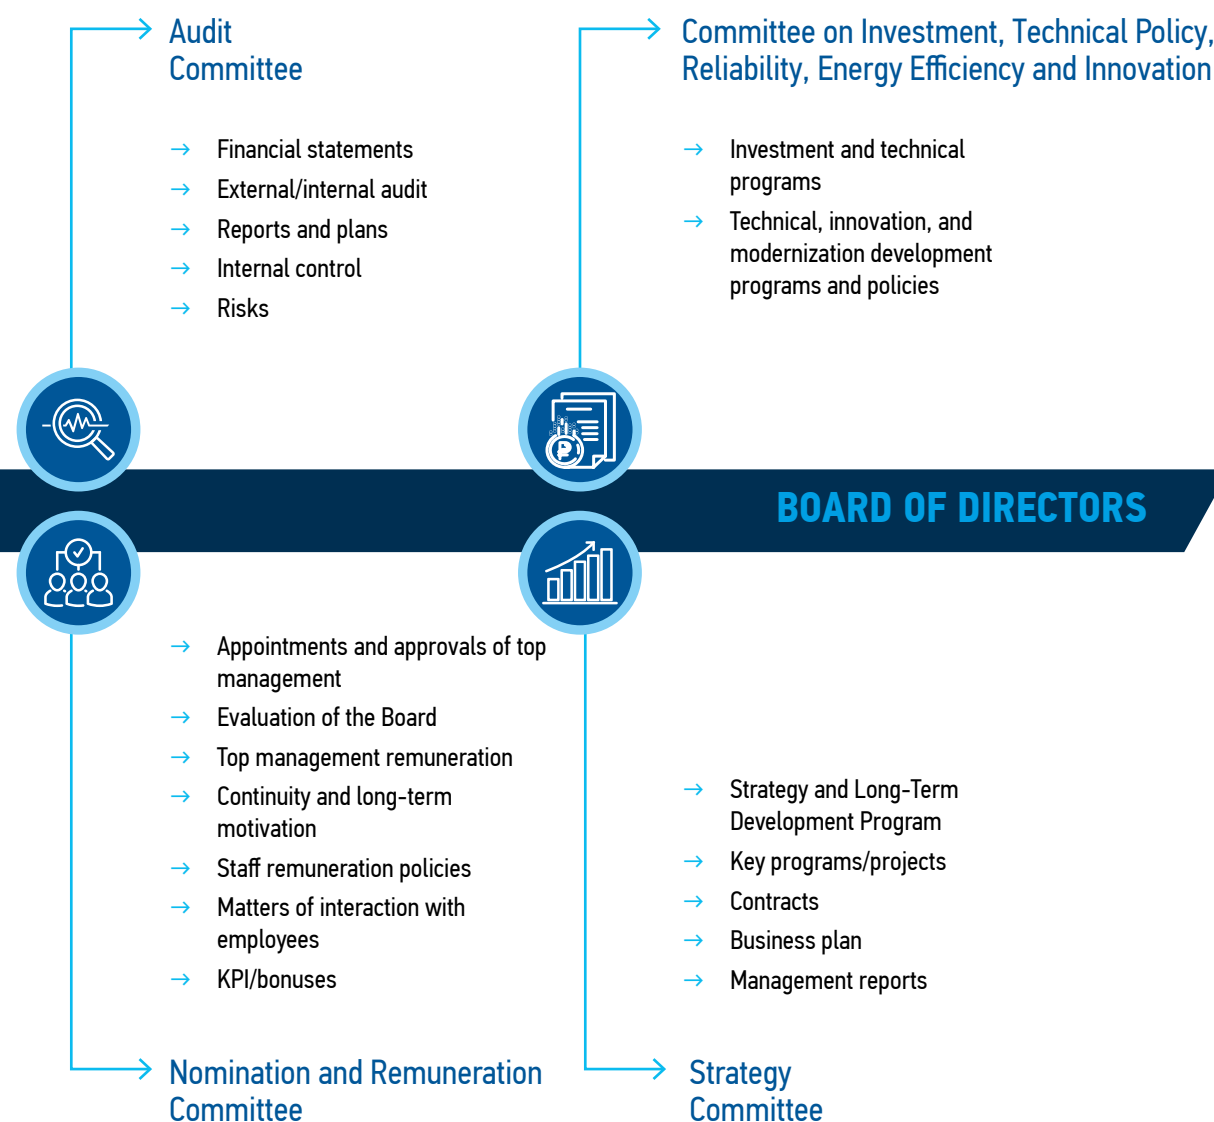 Audit
Committee
Financial statements
External/internal audit
Reports and plans
Internal control
Risks
Committee on Investment, Technical Policy,
Reliability, Energy Efficiency and Innovation
Investment and technical
programs
Technical, innovation, and
modernization development
programs and policies
BOARD OF DIRECTORS
Appointments and approvals of top
management
Evaluation of the Board
Top management remuneration
Continuity and long-term
motivation
Staff remuneration policies
Matters of interaction with
employees
KPI/bonuses
Nomination and Remuneration
Committee
Strategy and Long-Term
Development Program
Key programs/projects
Contracts
Business plan
Management reports
Strategy
Committee